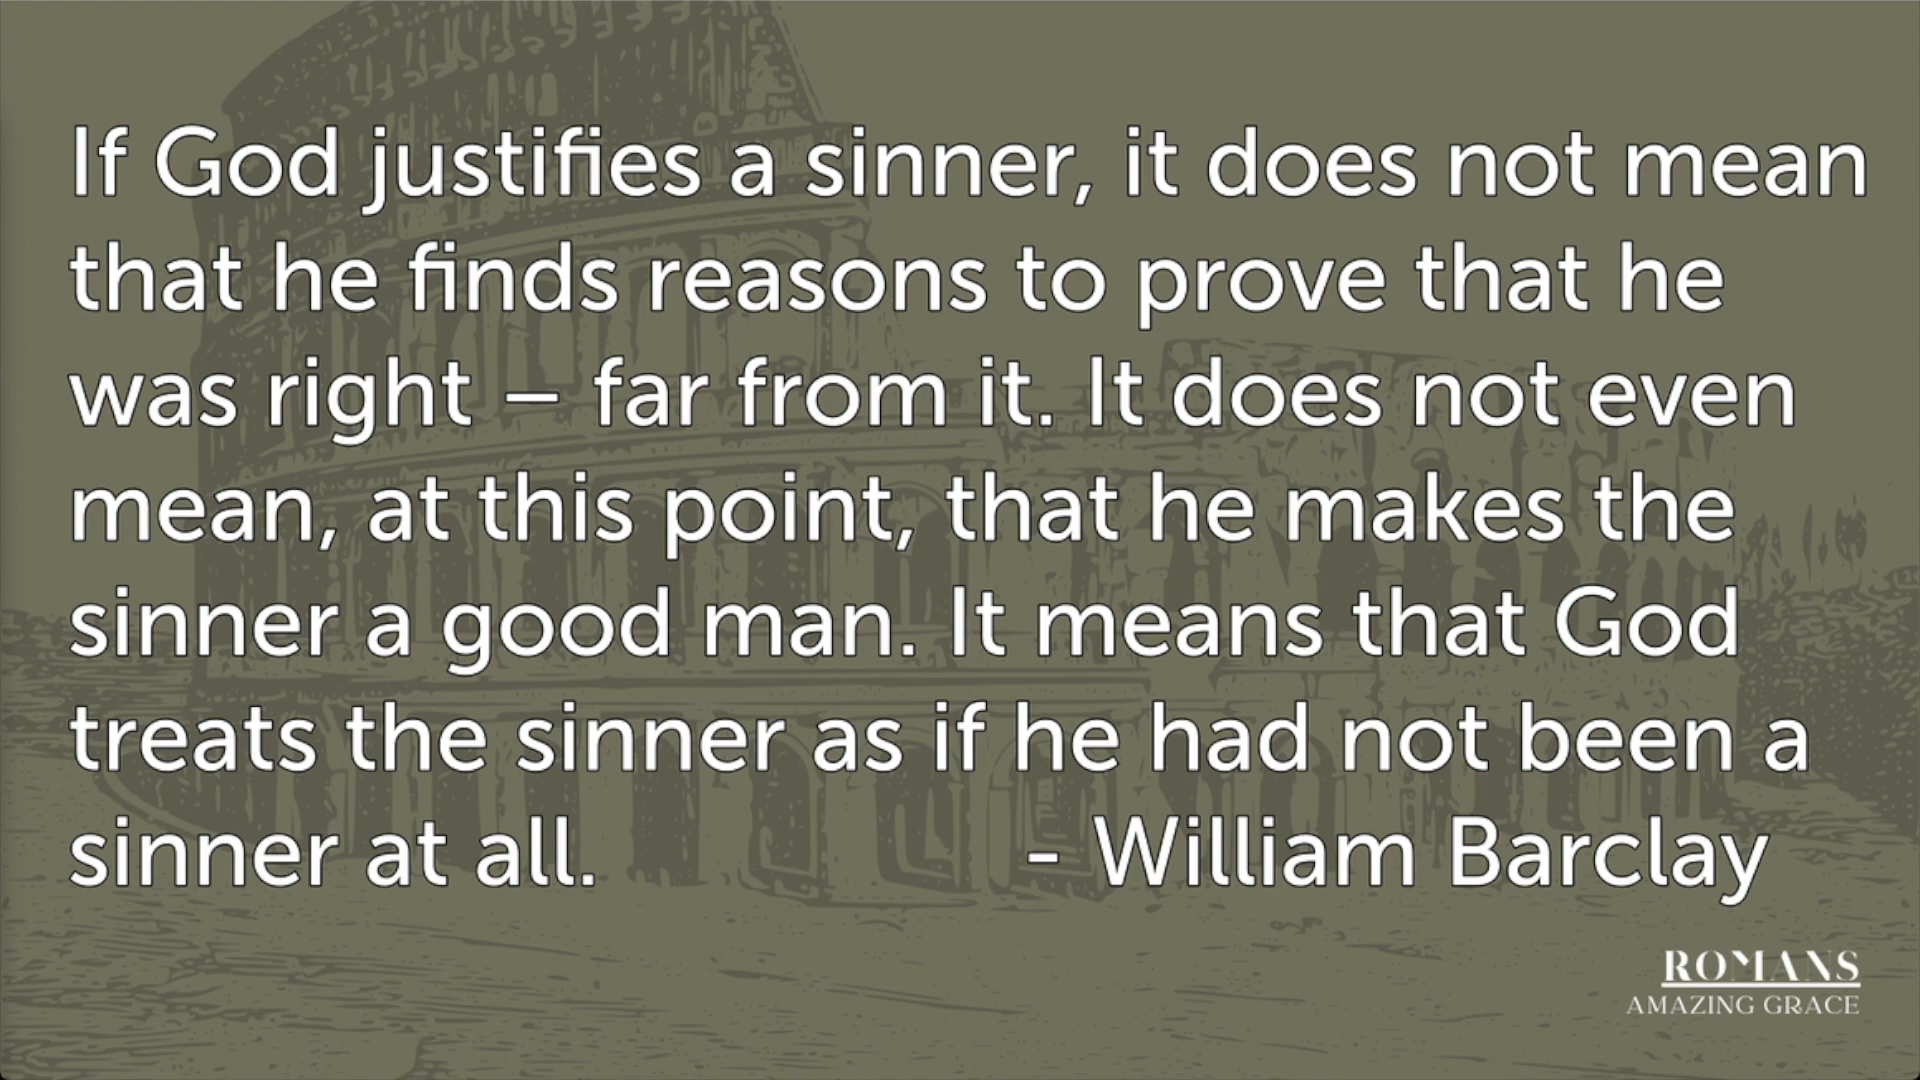 If God justifies a sinner, it does not mean
that he finds reasons to prove that he
was right – far from it. It does not even
mean, at this point, that he makes the
sinner a good man. It means that God
treats the sinner as if he had not been a
sinner at all. - William Barclay
ROMANS
AMAZING GRACE